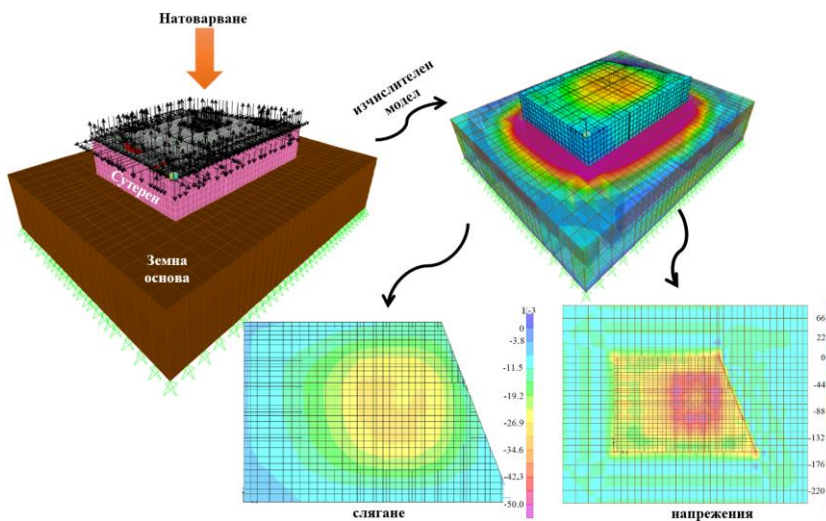 Натоварване
изчислителен
модел
Сутерен
Земна
основа
E-3
0
-3.8
-11.5
-19.2
-26.9
-34.6
-42.3
-50.0
слягане
66
22
0
-44
-88
-132
-176
-220
напрежения